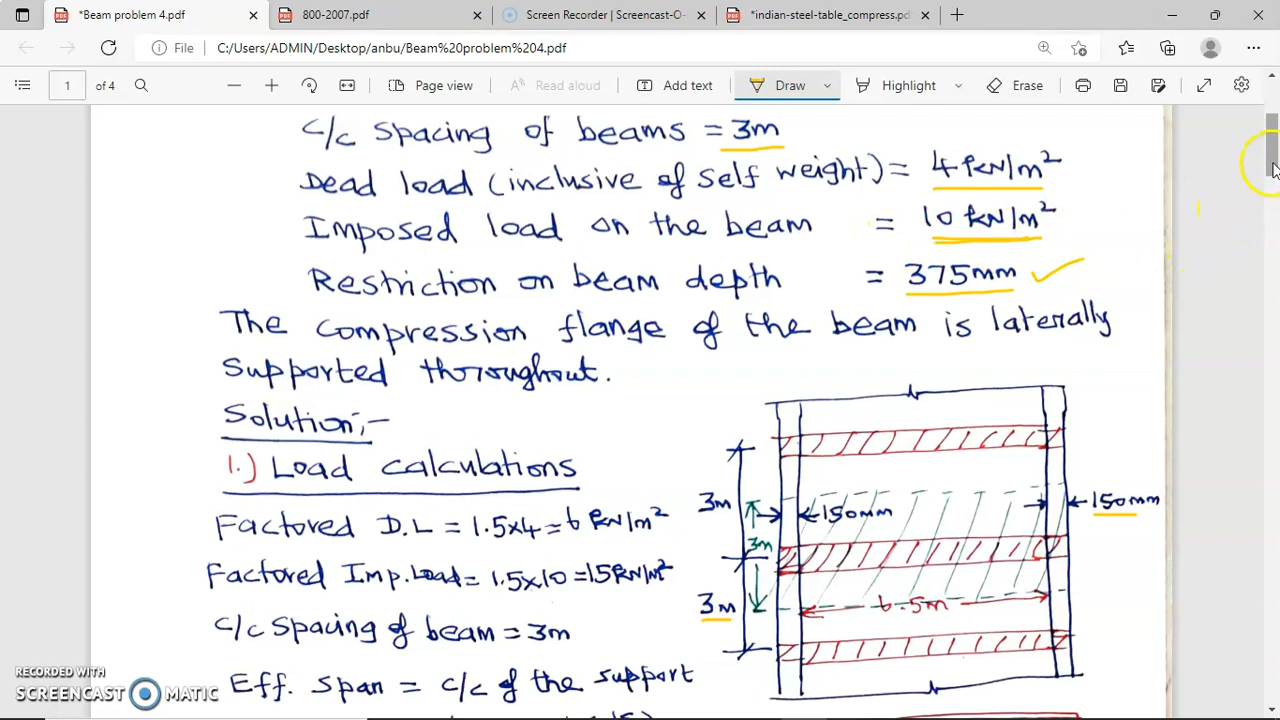 *Beam problem 4.pdf
800-2007.pdf
Screen Recorder | Screencast-O-
*indian-steel-table_compress.pd
File
C:/Users/ADMIN/Desktop/anbu/Beam%20problem%204.pdf
1
of 4
Page view
Read aloud
Add text
Draw
Highlight
Erase
C/c spacing of beams = 3m
Dead load (inclusive of self weight) = 4 kN/m²
Imposed load on the beam = 10 kN/m²
Restriction on beam depth = 375mm ✓
The compression flange of the beam is laterally
supported throughout.
Solution:-
1.) Load calculations
Factored D.L = 1.5x4 = 6 kN/m²
Factored Imp.Load = 1.5x10 = 15 kN/m²
C/c spacing of beam = 3m
Eff. span = c/c of the support
3m
150mm
150mm
3m
3m
6.5m
RECORDED WITH
SCREENCAST MATIC